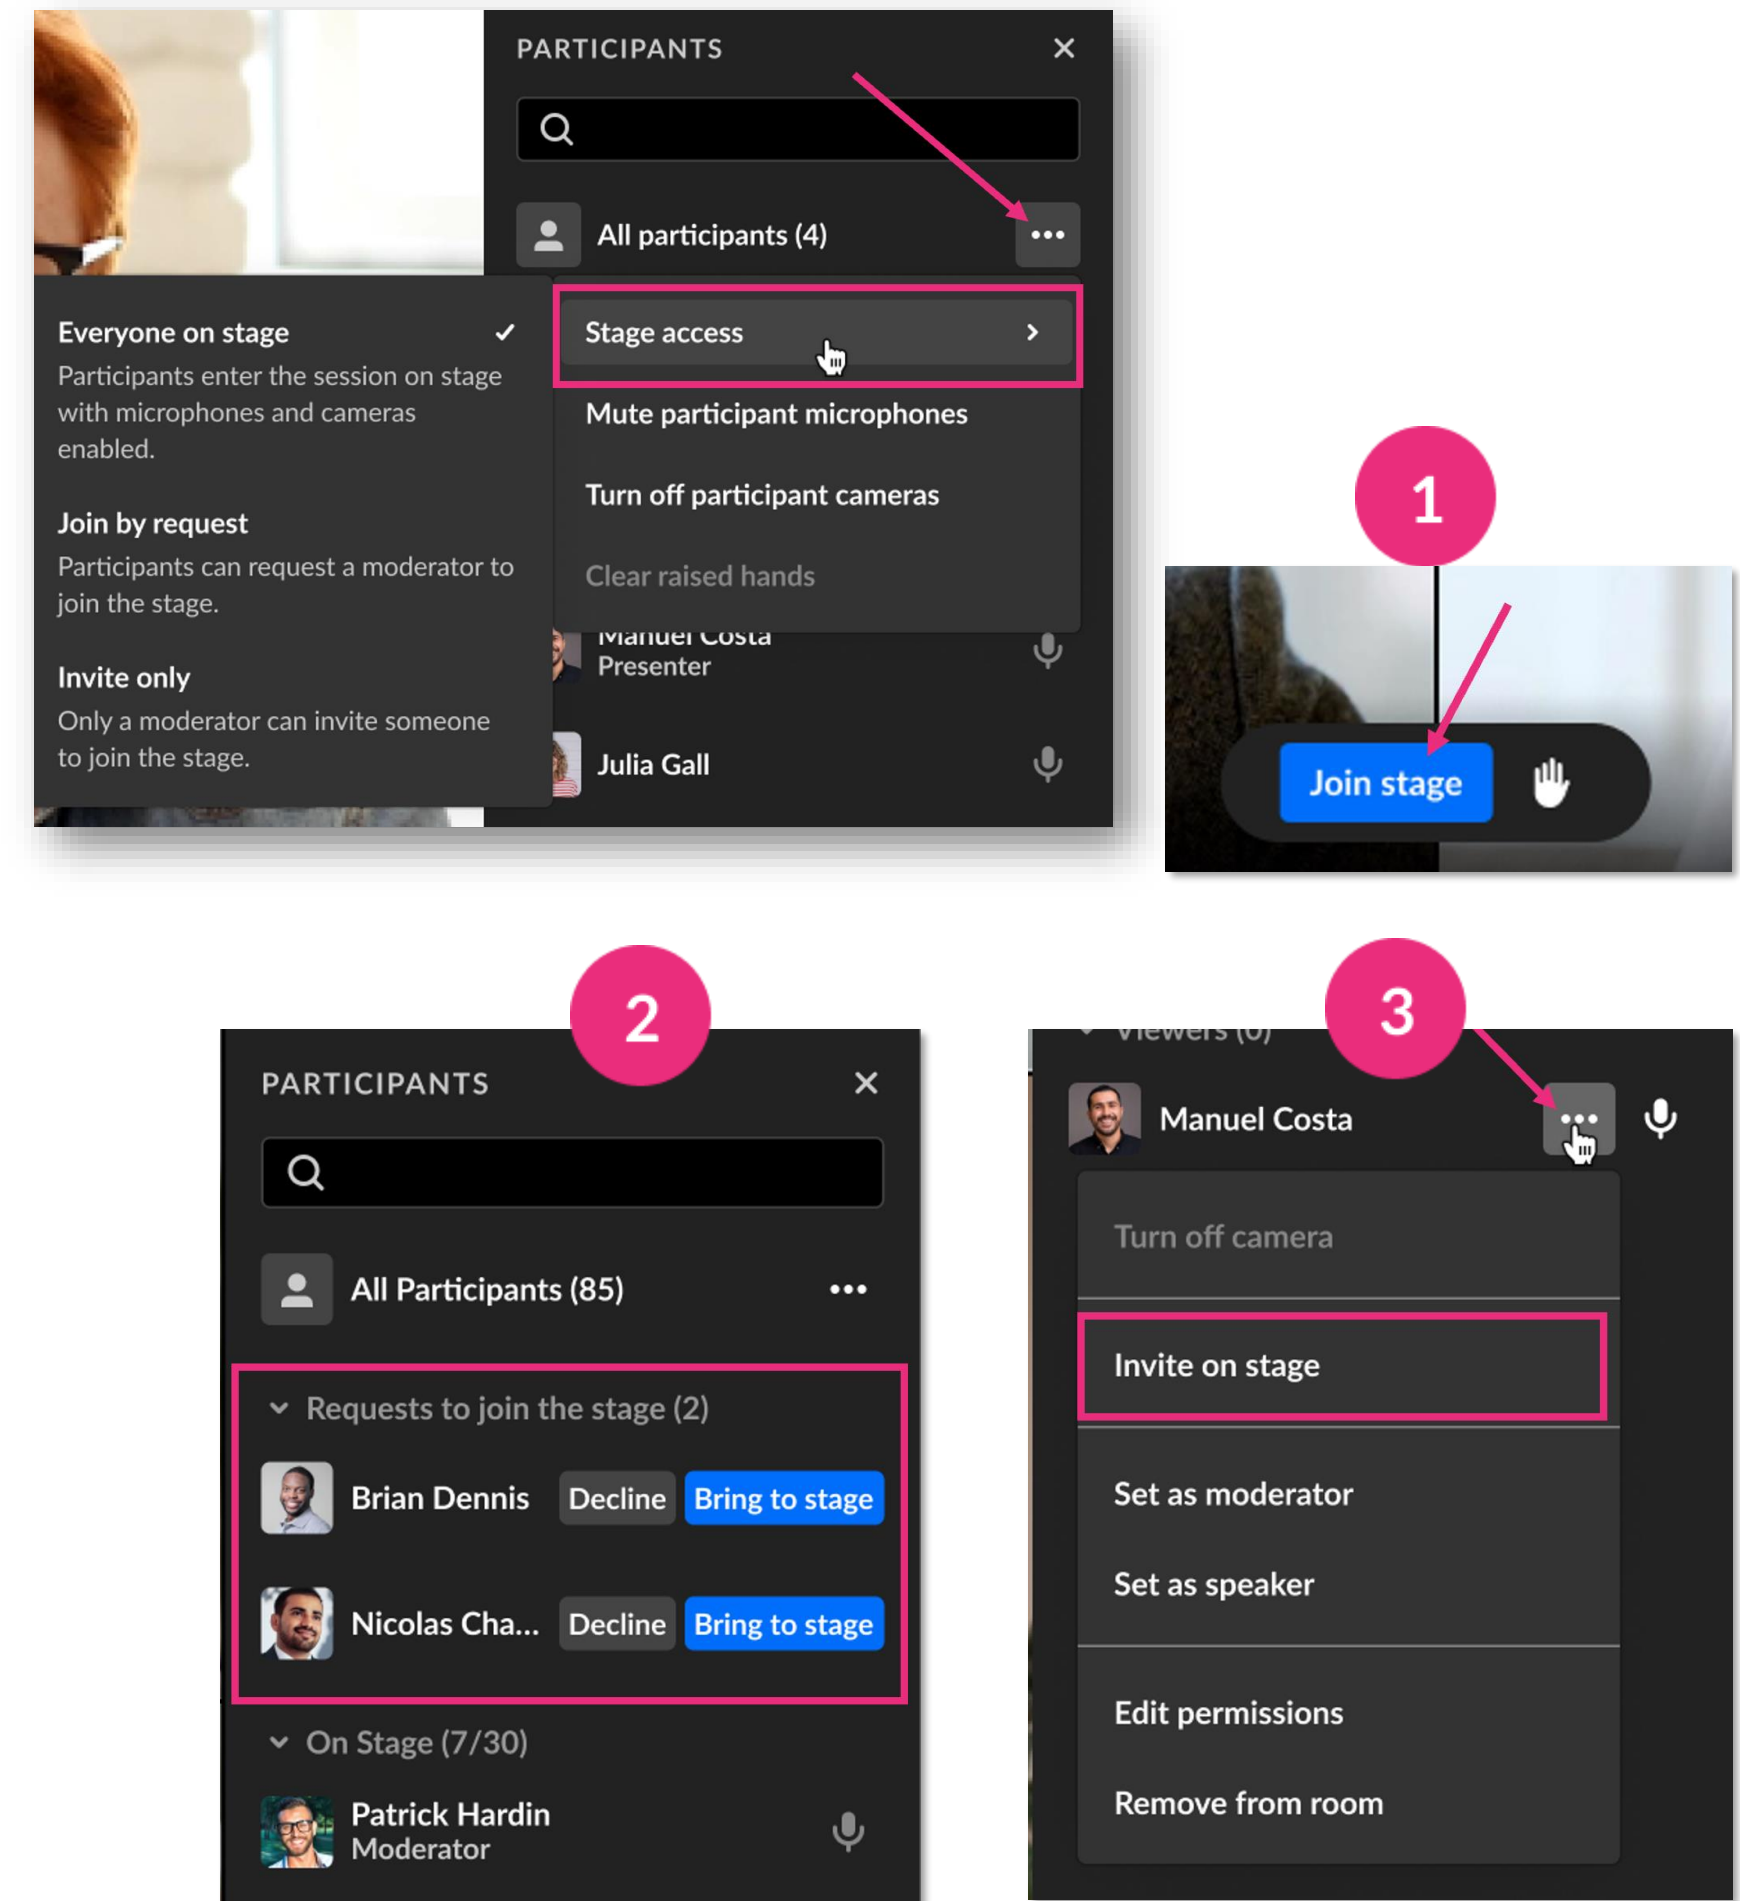 PARTICIPANTS
All participants (4)
Everyone on stage
Participants enter the session on stage
with microphones and cameras
enabled.
Join by request
Participants can request a moderator to
join the stage.
Invite only
Only a moderator can invite someone
to join the stage.
Stage access
Mute participant microphones
Turn off participant cameras
Clear raised hands
Manuel Costa
Presenter
Julia Gall
1
Join stage
2
PARTICIPANTS
All Participants (85)
Requests to join the stage (2)
Brian Dennis Decline Bring to stage
Nicolas Cha... Decline Bring to stage
On Stage (7/30)
Patrick Hardin
Moderator
3
Viewers (0)
Manuel Costa
Turn off camera
Invite on stage
Set as moderator
Set as speaker
Edit permissions
Remove from room